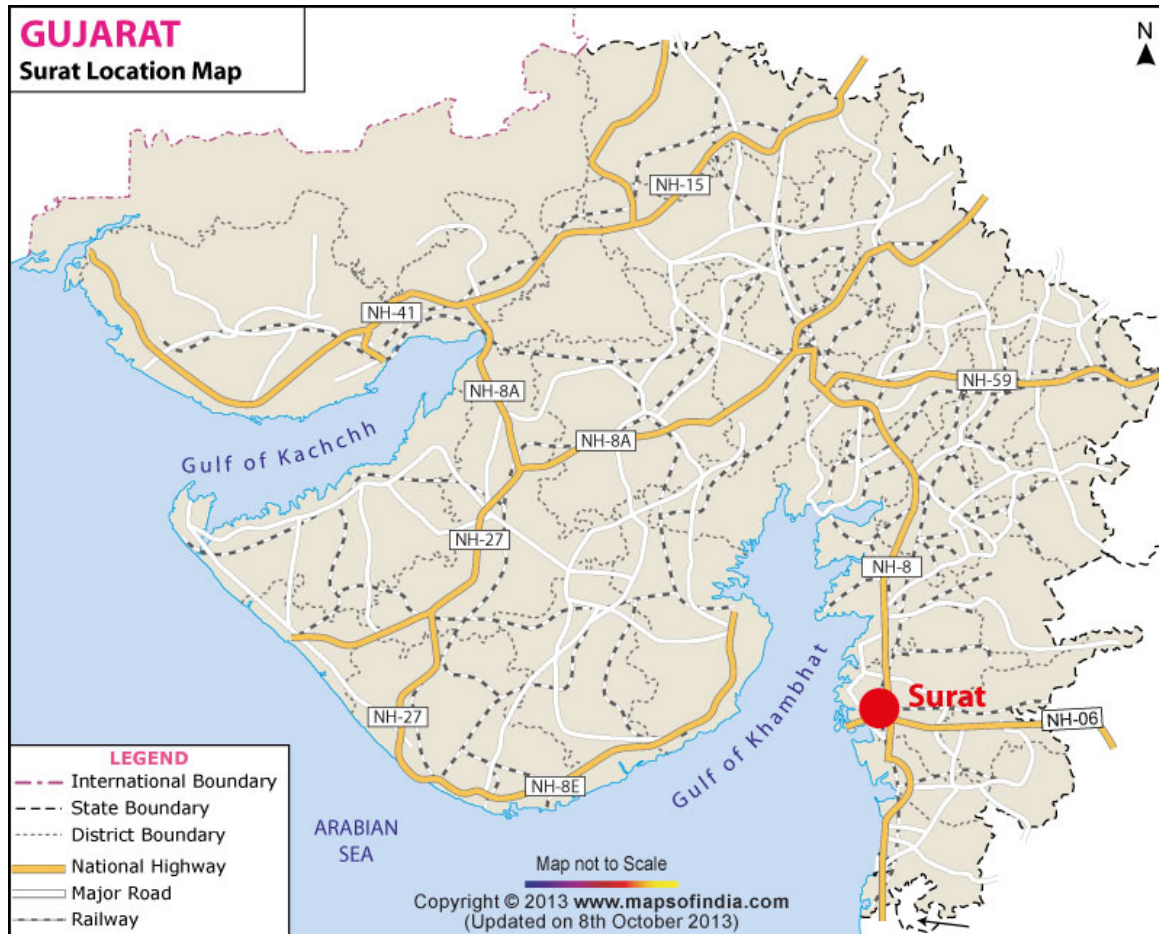 GUJARAT
Surat Location Map
N
NH-15
NH-41
NH-8A
NH-59
Gulf of Kachchh
NH-8A
NH-27
NH-8
Surat
NH-06
Gulf of Khambhat
NH-27
NH-8E
ARABIAN
SEA
LEGEND
International Boundary
State Boundary
District Boundary
National Highway
Major Road
Railway
Map not to Scale
Copyright © 2013 www.mapsofindia.com
(Updated on 8th October 2013)